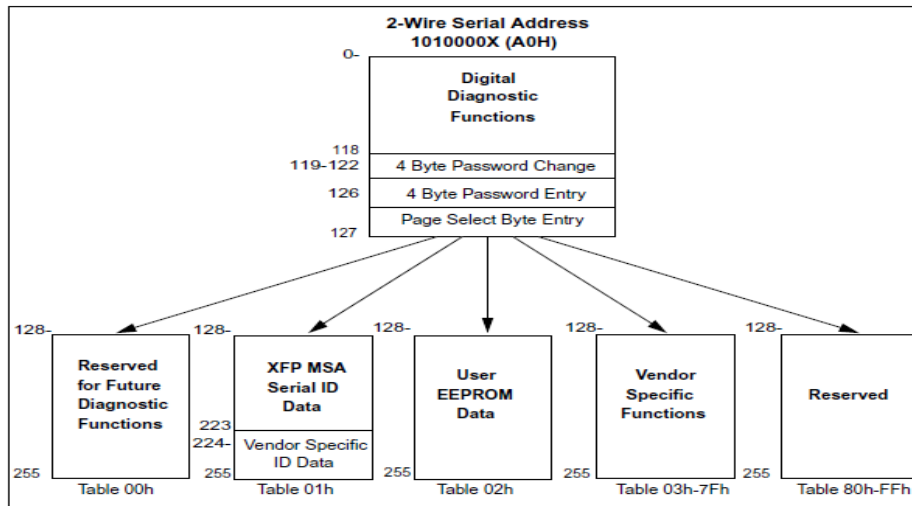 2-Wire Serial Address
1010000X (A0H)
0-
Digital
Diagnostic
Functions
118
119-122
4 Byte Password Change
126
4 Byte Password Entry
Page Select Byte Entry
127
128-
Reserved
for Future
Diagnostic
Functions
255
Table 00h
128-
XFP MSA
Serial ID
Data
223
224-
Vendor Specific
ID Data
255
Table 01h
128-
User
EEPROM
Data
255
Table 02h
128-
Vendor
Specific
Functions
255
Table 03h-7Fh
128-
Reserved
255
Table 80h-FFh